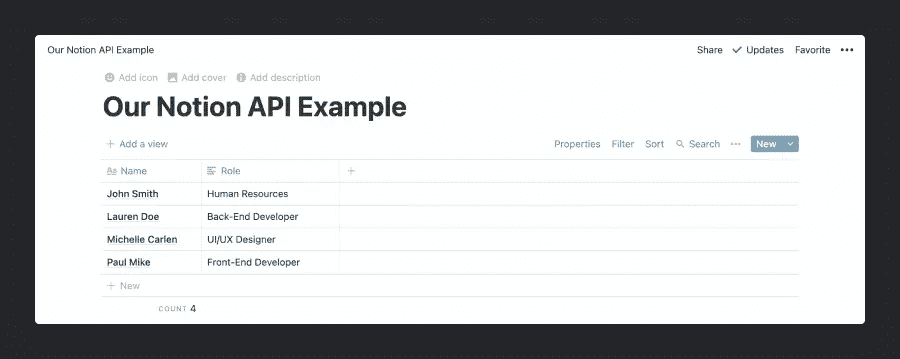 Our Notion API Example Share Updates Favorite •••
Add icon Add cover Add description
Our Notion API Example
+ Add a view Properties Filter Sort Search ••• New
Aa Name Role +
John Smith Human Resources
Lauren Doe Back-End Developer
Michelle Carlen UI/UX Designer
Paul Mike Front-End Developer
+ New
COUNT 4